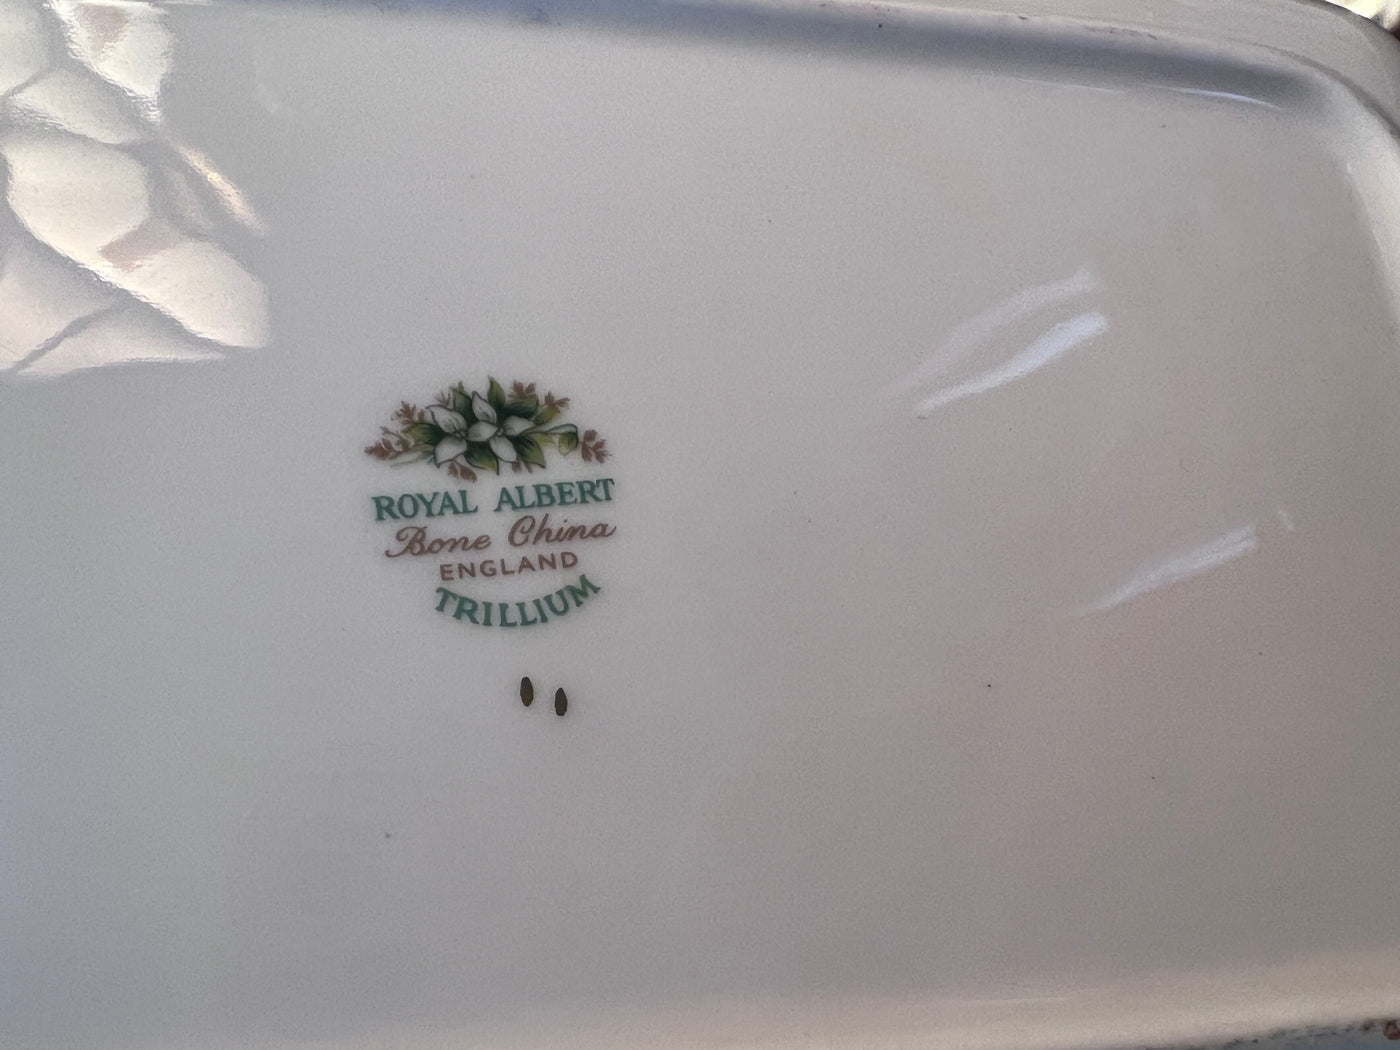 ROYAL ALBERT
Bone China
ENGLAND
TRILLIUM